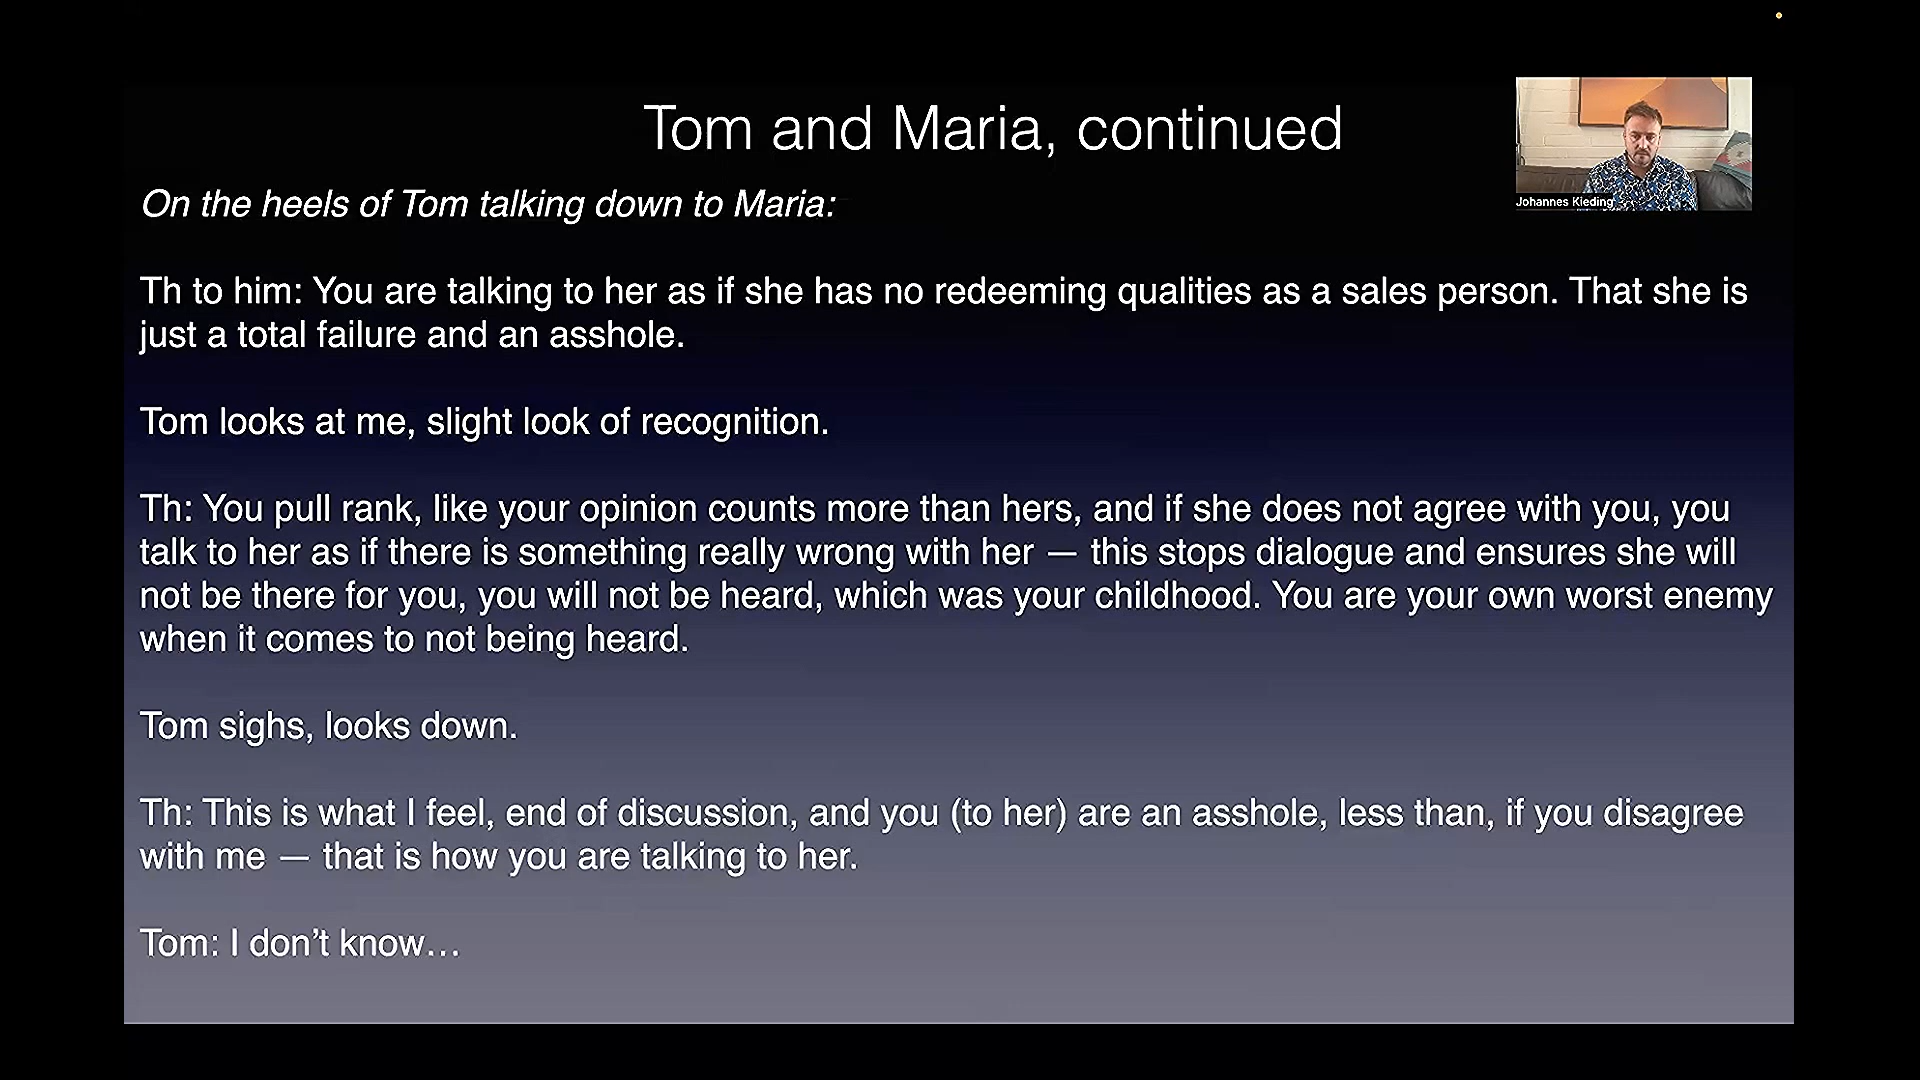 Tom and Maria, continued
Johannes Kieding
On the heels of Tom talking down to Maria:
Th to him: You are talking to her as if she has no redeeming qualities as a sales person. That she is
just a total failure and an asshole.
Tom looks at me, slight look of recognition.
Th: You pull rank, like your opinion counts more than hers, and if she does not agree with you, you
talk to her as if there is something really wrong with her — this stops dialogue and ensures she will
not be there for you, you will not be heard, which was your childhood. You are your own worst enemy
when it comes to not being heard.
Tom sighs, looks down.
Th: This is what I feel, end of discussion, and you (to her) are an asshole, less than, if you disagree
with me — that is how you are talking to her.
Tom: I don’t know…